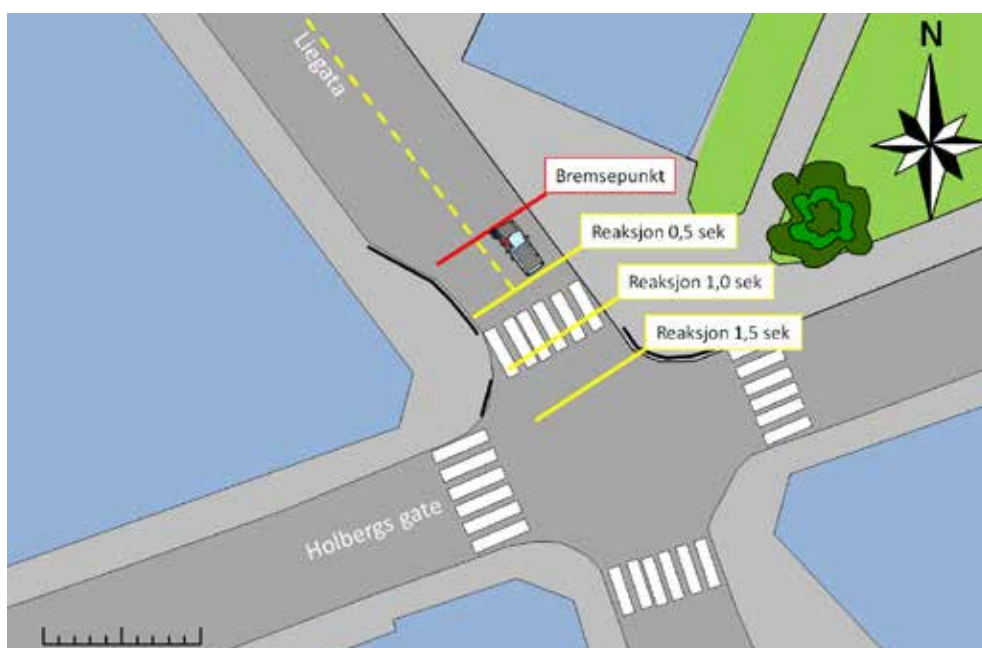 N
Liegata
Bremsepunkt
Reaksjon 0,5 sek
Reaksjon 1,0 sek
Reaksjon 1,5 sek
Holbergs gate